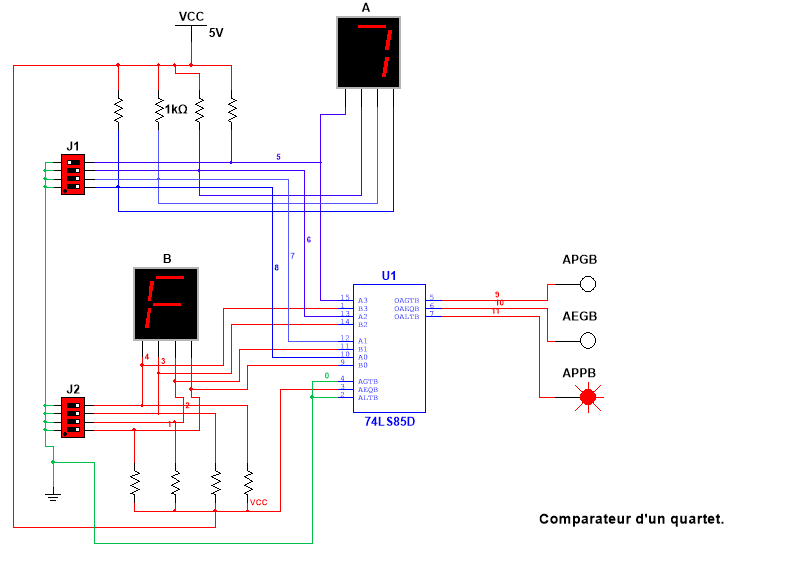 VCC
5V
A
1kΩ
J1
5
6
7
8
B
U1
15 A3 OAGTB 5
1 B3 OAEQB 6
13 A2 OALTB 7
14 B2
12 A1
11 B1
10 A0
9 B0
4 AGTB
3 AEQB
2 ALTB
74LS85D
9
10
11
APGB
AEGB
APPB
4
3
0
J2
2
1
VCC
Comparateur d'un quartet.